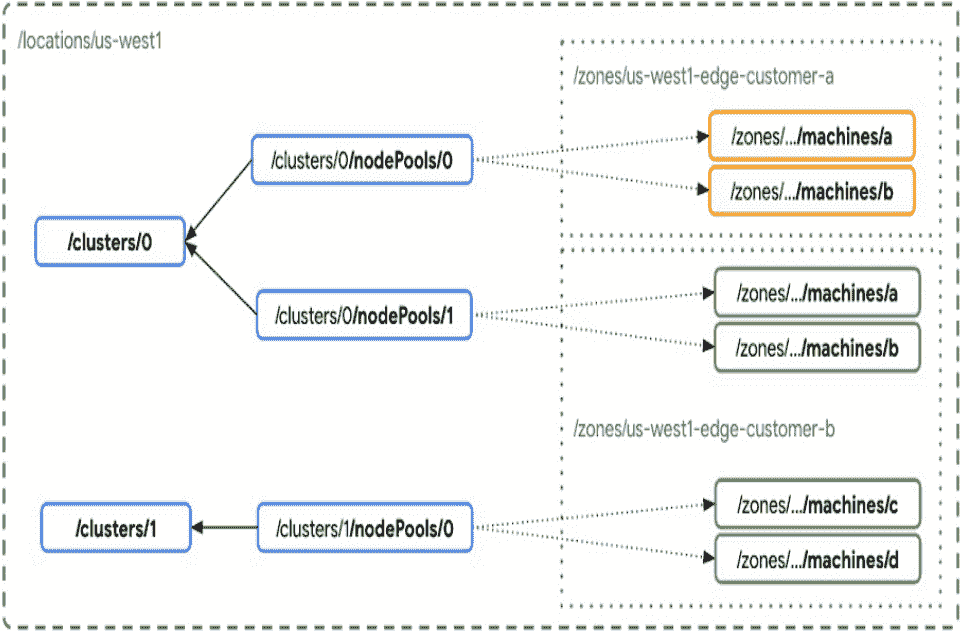 /locations/us-west1
/zones/us-west1-edge-customer-a
/clusters/0/nodePools/0
/zones/.../machines/a
/zones/.../machines/b
/clusters/0
/clusters/0/nodePools/1
/zones/.../machines/a
/zones/.../machines/b
/zones/us-west1-edge-customer-b
/clusters/1
/clusters/1/nodePools/0
/zones/.../machines/c
/zones/.../machines/d